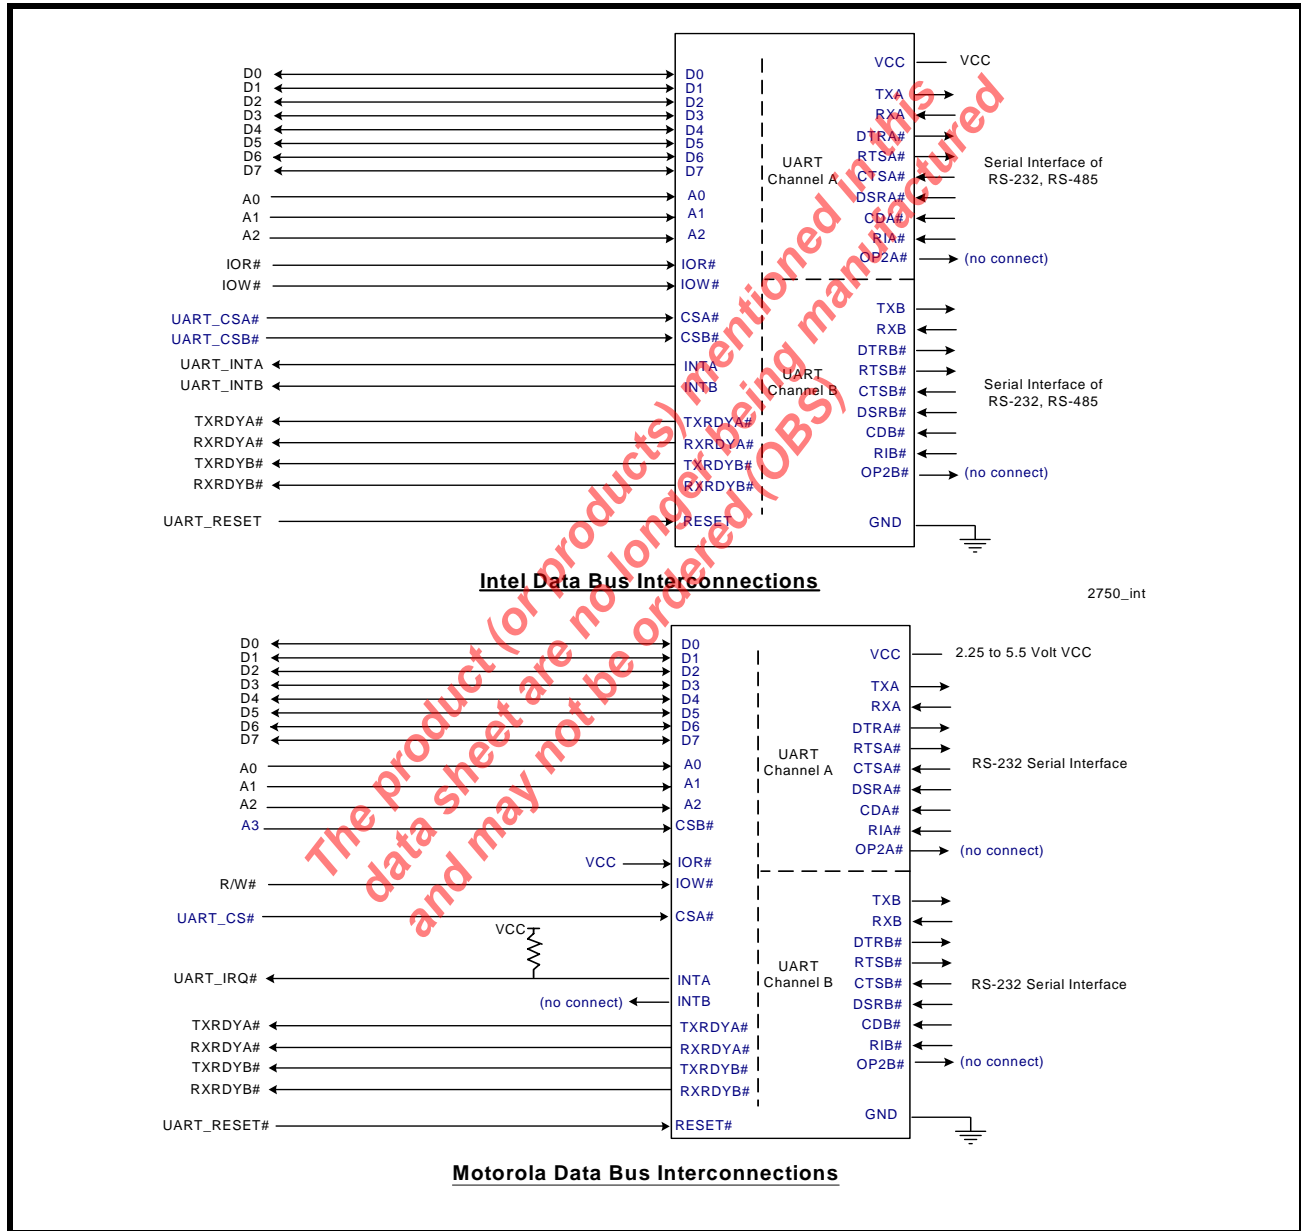 D0 D0
D1 D1
D2 D2
D3 D3
D4 D4
D5 D5
D6 D6
D7 D7
A0 A0
A1 A1
A2 A2
IOR# IOR#
IOW# IOW#
UART_CSA# CSA#
UART_CSB# CSB#
UART_INTA INTA
UART_INTB INTB
TXRDYA# TXRDYA#
RXRDYA# RXRDYA#
TXRDYB# TXRDYB#
RXRDYB# RXRDYB#
UART_RESET RESET
UART
Channel A
UART
Channel B
VCC VCC
TXA
RXA
DTRA#
RTSA#
CTSA#
DSRA#
CDA#
RIA#
OP2A# (no connect)
Serial Interface of
RS-232, RS-485
TXB
RXB
DTRB#
RTSB#
CTSB#
DSRB#
CDB#
RIB#
OP2B# (no connect)
Serial Interface of
RS-232, RS-485
GND
Intel Data Bus Interconnections
2750_int
D0 D0
D1 D1
D2 D2
D3 D3
D4 D4
D5 D5
D6 D6
D7 D7
A0 A0
A1 A1
A2 A2
A3 CSB#
VCC IOR#
R/W# IOW#
UART_CS# CSA#
VCC
UART_IRQ# INTA
(no connect) INTB
TXRDYA# TXRDYA#
RXRDYA# RXRDYA#
TXRDYB# TXRDYB#
RXRDYB# RXRDYB#
UART_RESET# RESET#
UART
Channel A
UART
Channel B
VCC 2.25 to 5.5 Volt VCC
TXA
RXA
DTRA#
RTSA#
CTSA#
DSRA#
CDA#
RIA#
OP2A# (no connect)
RS-232 Serial Interface
TXB
RXB
DTRB#
RTSB#
CTSB#
DSRB#
CDB#
RIB#
OP2B# (no connect)
RS-232 Serial Interface
GND
Motorola Data Bus Interconnections
The product (or products) mentioned in this
data sheet are no longer being manufactured
and may not be ordered (OBS)